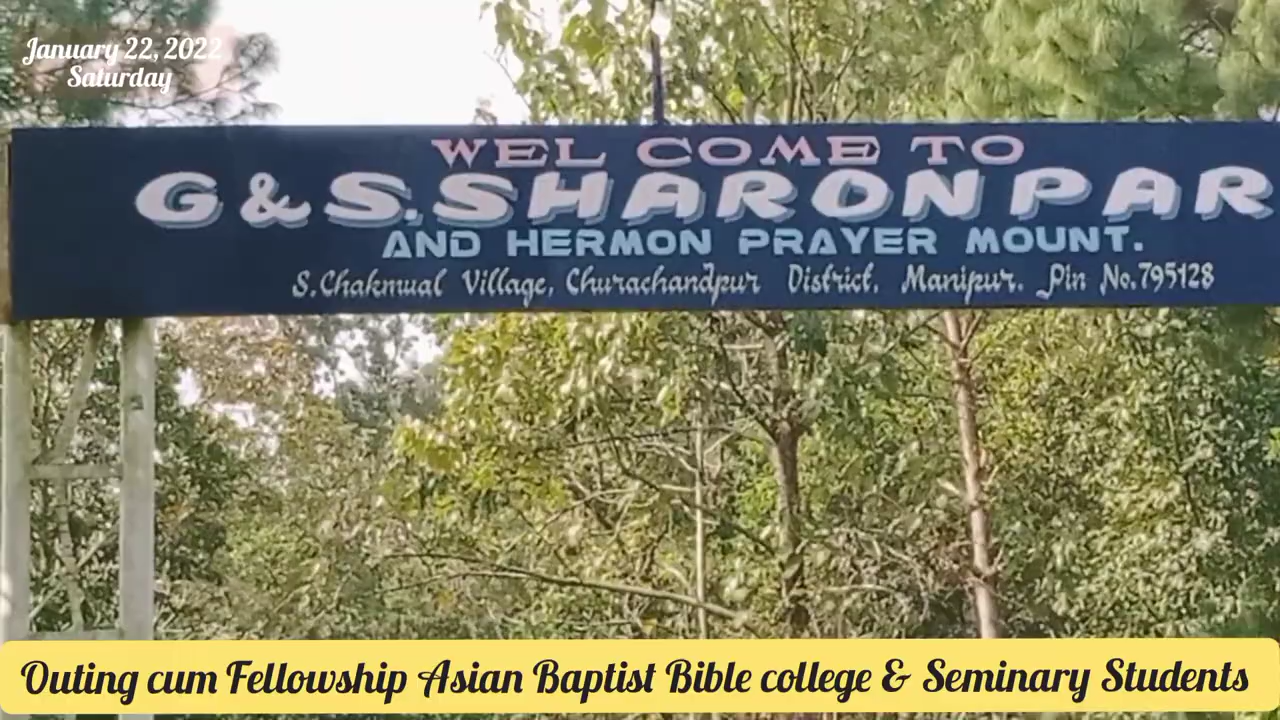 January 22, 2022
Saturday
WEL COME TO
G & S. SHARON PAR
AND HERMON PRAYER MOUNT.
S. Chakmual Village, Churachandpur District. Manipur. Pin No. 795128
Outing cum Fellowship Asian Baptist Bible college & Seminary Students